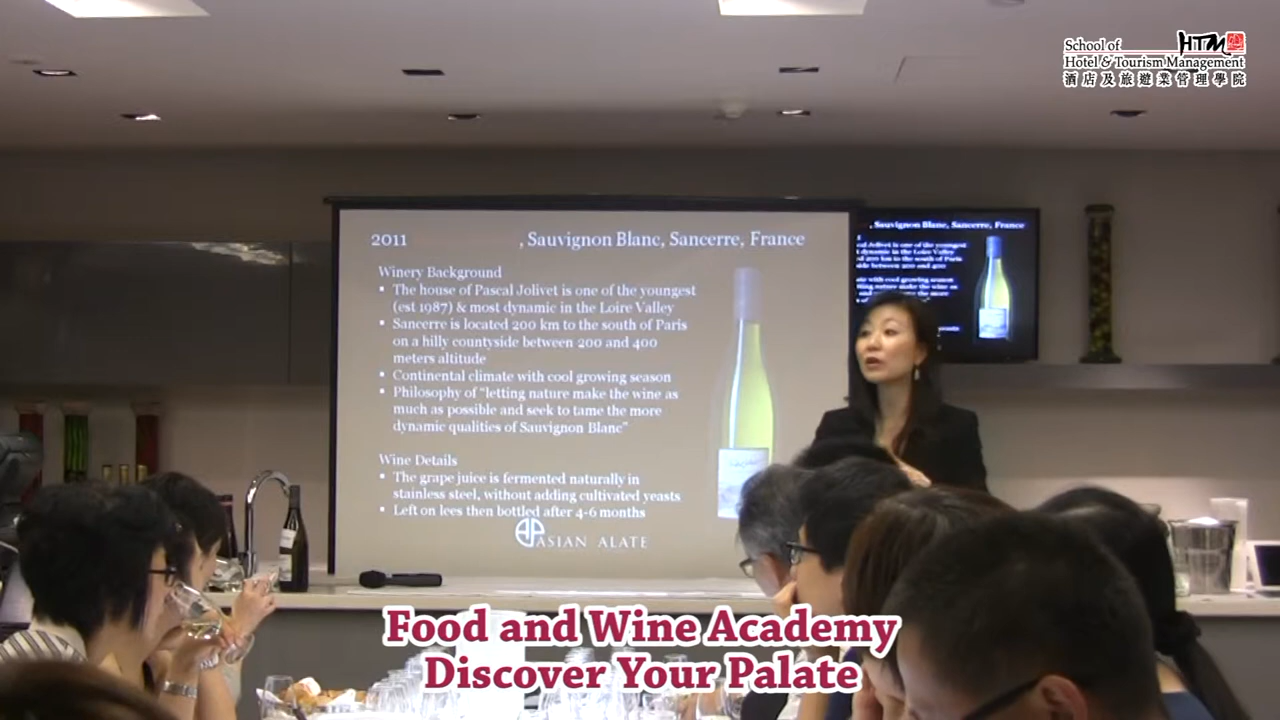 School of HTM
Hotel & Tourism Management
酒店及旅遊業管理學院
2011 , Sauvignon Blanc, Sancerre, France
Winery Background
• The house of Pascal Jolivet is one of the youngest
(est 1987) & most dynamic in the Loire Valley
• Sancerre is located 200 km to the south of Paris
on a hilly countryside between 200 and 400
meters altitude
• Continental climate with cool growing season
• Philosophy of "letting nature make the wine as
much as possible and seek to tame the more
dynamic qualities of Sauvignon Blanc"
Wine Details
• The grape juice is fermented naturally in
stainless steel, without adding cultivated yeasts
• Left on lees then bottled after 4-6 months
ASIAN ALATE
, Sauvignon Blanc, Sancerre, France
Food and Wine Academy
Discover Your Palate